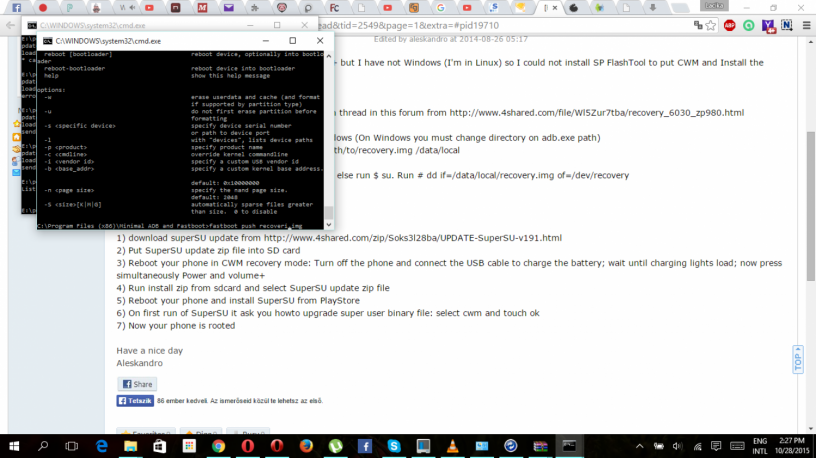 Lucika
gad&tid=2549&page=1&extra=#pid19710
Edited by aleskandro at 2014-08-26 05:17
C:\WINDOWS\system32\cmd.exe
C:\WINDOWS\system32\cmd.exe
reboot [bootloader] reboot device, optionally into bootlo
ader
reboot-bootloader reboot device into bootloader
help show this help message
options:
-w erase userdata and cache (and format
if supported by partition type)
-u do not first erase partition before
formatting
-s <specific device> specify device serial number
or path to device port
-l with "devices", lists device paths
-p <product> specify product name
-c <cmdline> override kernel commandline
-i <vendor id> specify a custom USB vendor id
-b <base_addr> specify a custom kernel base address.
default: 0x10000000
-n <page size> specify the nand page size.
default: 2048
-S <size>[K|M|G] automatically sparse files greater
than size. 0 to disable
C:\Program Files (x86)\Minimal ADB and Fastboot>fastboot push recoveri_img
but I have not Windows (I'm in Linux) so I could not install SP FlashTool to put CWM and Install the
thread in this forum from http://www.4shared.com/file/Wl5Zur7tba/recovery_6030_zp980.html
lows (On Windows you must change directory on adb.exe path)
th/to/recovery.img /data/local
else run $ su. Run # dd if=/data/local/recovery.img of=/dev/recovery
1) download superSU update from http://www.4shared.com/zip/Soks3l28ba/UPDATE-SuperSU-v191.html
2) Put SuperSU update zip file into SD card
3) Reboot your phone in CWM recovery mode: Turn off the phone and connect the USB cable to charge the battery; wait until charging lights load; now press
simultaneously Power and volume+
4) Run install zip from sdcard and select SuperSU update zip file
5) Reboot your phone and install SuperSU from PlayStore
6) On first run of SuperSU it ask you howto upgrade super user binary file: select cwm and touch ok
7) Now your phone is rooted
Have a nice day
Aleskandro
Share
Tetszik 86 ember kedveli. Az ismerőseid közül te lehetsz az első.
TOP
ENG
INTL
2:27 PM
10/28/2015